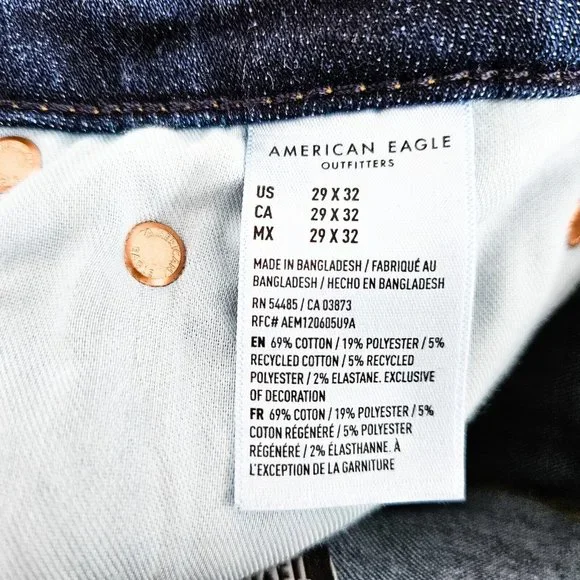 AMERICAN EAGLE
OUTFITTERS
US 29 X 32
CA 29 X 32
MX 29 X 32
MADE IN BANGLADESH / FABRIQUÉ AU
BANGLADESH / HECHO EN BANGLADESH
RN 54485 / CA 03873
RFC# AEM120605U9A
EN 69% COTTON / 19% POLYESTER / 5%
RECYCLED COTTON / 5% RECYCLED
POLYESTER / 2% ELASTANE. EXCLUSIVE
OF DECORATION
FR 69% COTON / 19% POLYESTER / 5%
COTON RÉGÉNÉRÉ / 5% POLYESTER
RÉGÉNÉRÉ / 2% ÉLASTHANNE. À
L'EXCEPTION DE LA GARNITURE